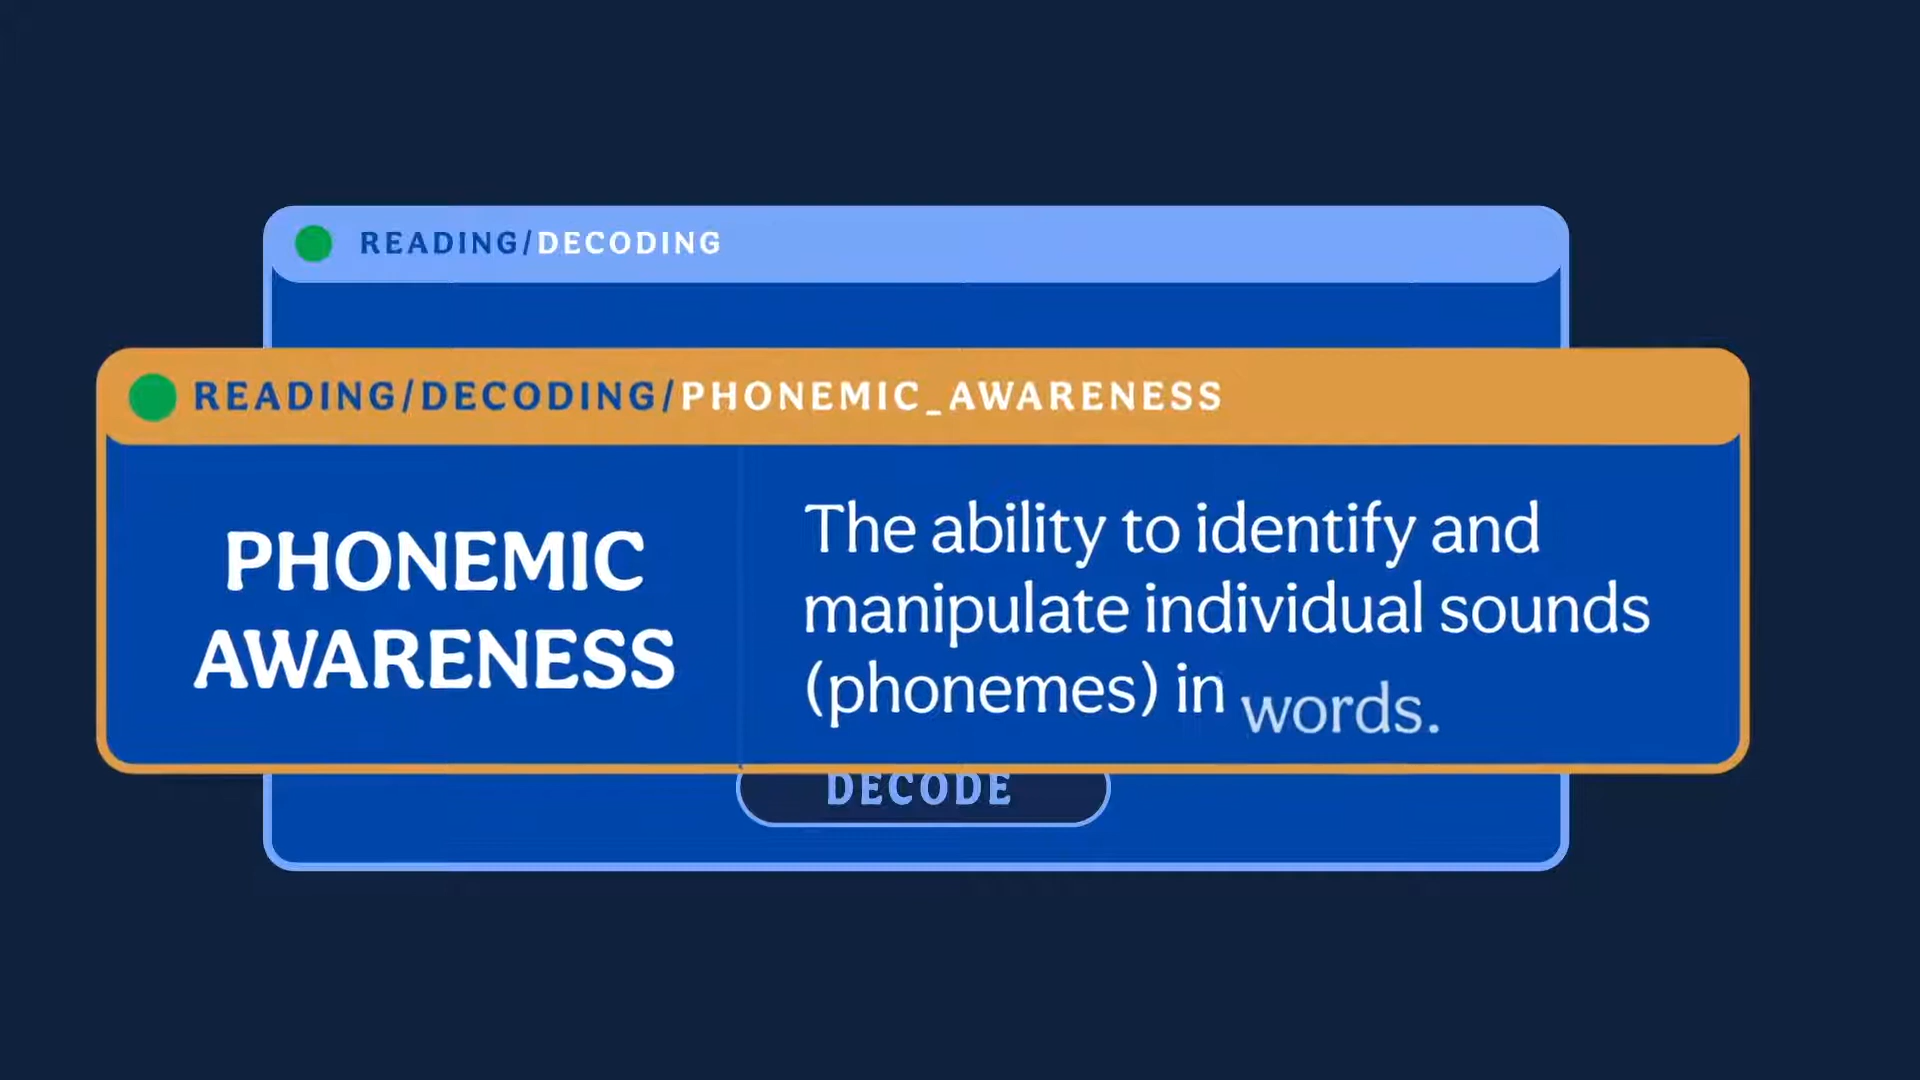 READING/DECODING
READING/DECODING/PHONEMIC_AWARENESS
PHONEMIC
AWARENESS
The ability to identify and
manipulate individual sounds
(phonemes) in words.
DECODE